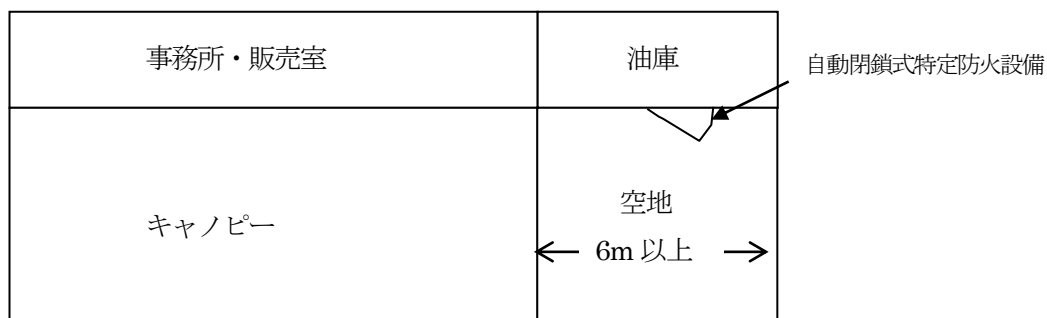 事務所・販売室
油庫
自動閉鎖式特定防火設備
キャノピー
空地
6m 以上